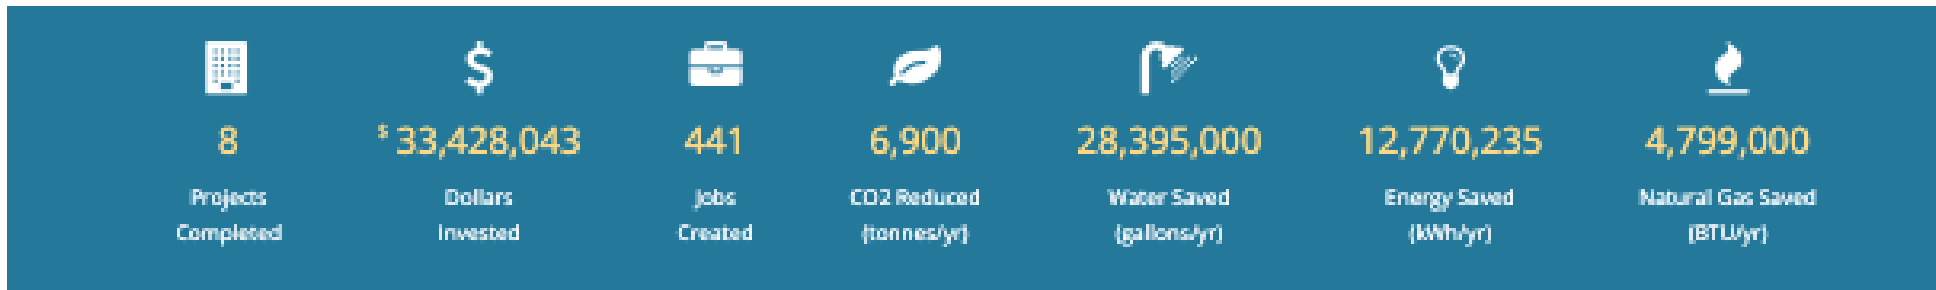 8
Projects
Completed
$ 33,428,043
Dollars
Invested
441
Jobs
Created
6,900
CO2 Reduced
(tonnes/yr)
28,395,000
Water Saved
(gallons/yr)
12,770,235
Energy Saved
(kWh/yr)
4,799,000
Natural Gas Saved
(BTU/yr)